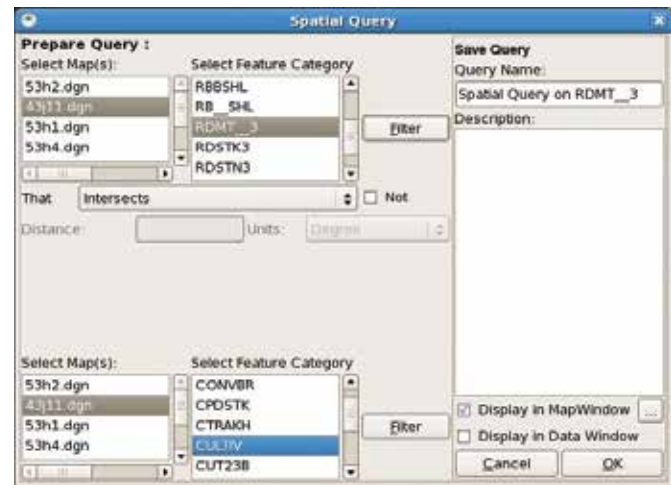 Spatial Query
Prepare Query :
Select Map(s):
53h2.dgn
43j11.dgn
53h1.dgn
53h4.dgn
Select Feature Category
RBBSHL
RB__SHL
RDMT__3
RDSTK3
RDSTN3
Filter
That
Intersects
Not
Distance:
Units:
Degree
Select Map(s):
53h2.dgn
43j11.dgn
53h1.dgn
53h4.dgn
Select Feature Category
CONVBR
CPDSTK
CTRAKH
CULTIV
CUT23B
Filter
Save Query
Query Name:
Spatial Query on RDMT__3
Description:
Display in MapWindow
...
Display in Data Window
Cancel
OK